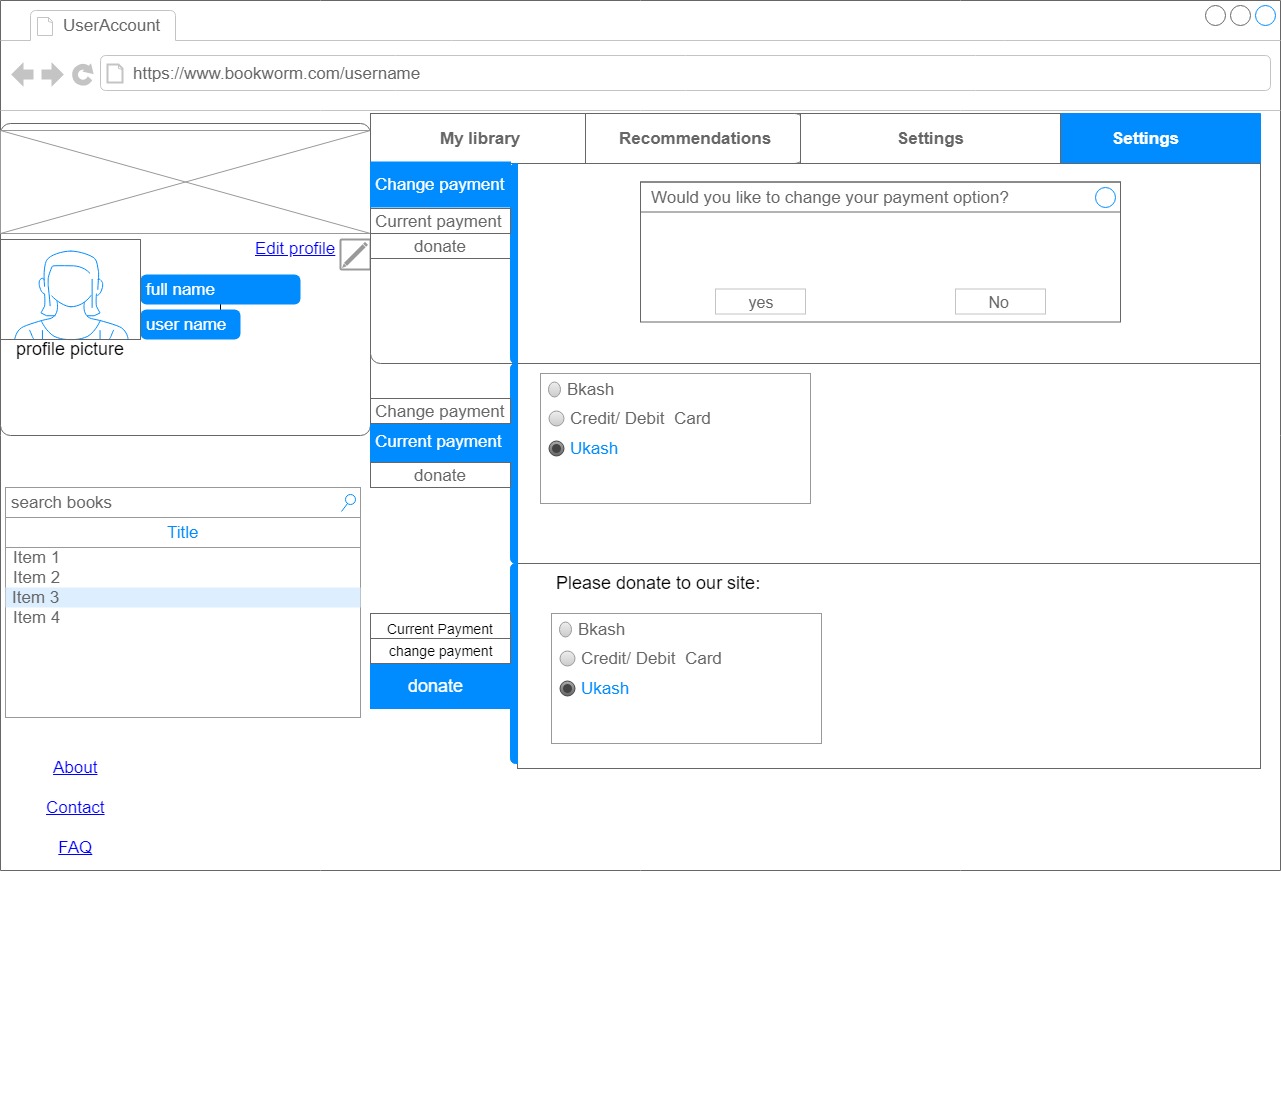 UserAccount
https://www.bookworm.com/username
My library
Recommendations
Settings
Settings
Change payment
Current payment
donate
Would you like to change your payment option?
yes
No
Edit profile
full name
user name
profile picture
Change payment
Current payment
donate
Bkash
Credit/ Debit  Card
Ukash
search books
Title
Item 1
Item 2
Item 3
Item 4
Please donate to our site:
Current Payment
change payment
donate
Bkash
Credit/ Debit  Card
Ukash
About
Contact
FAQ